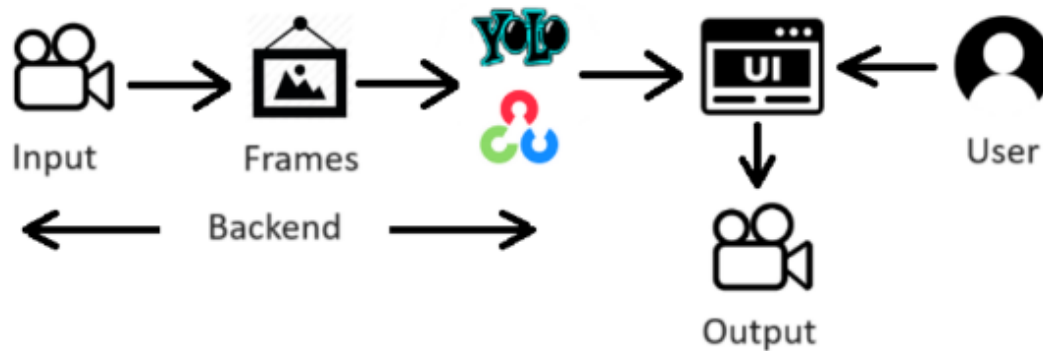 YOLO
UI
Input
Frames
User
Backend
Output